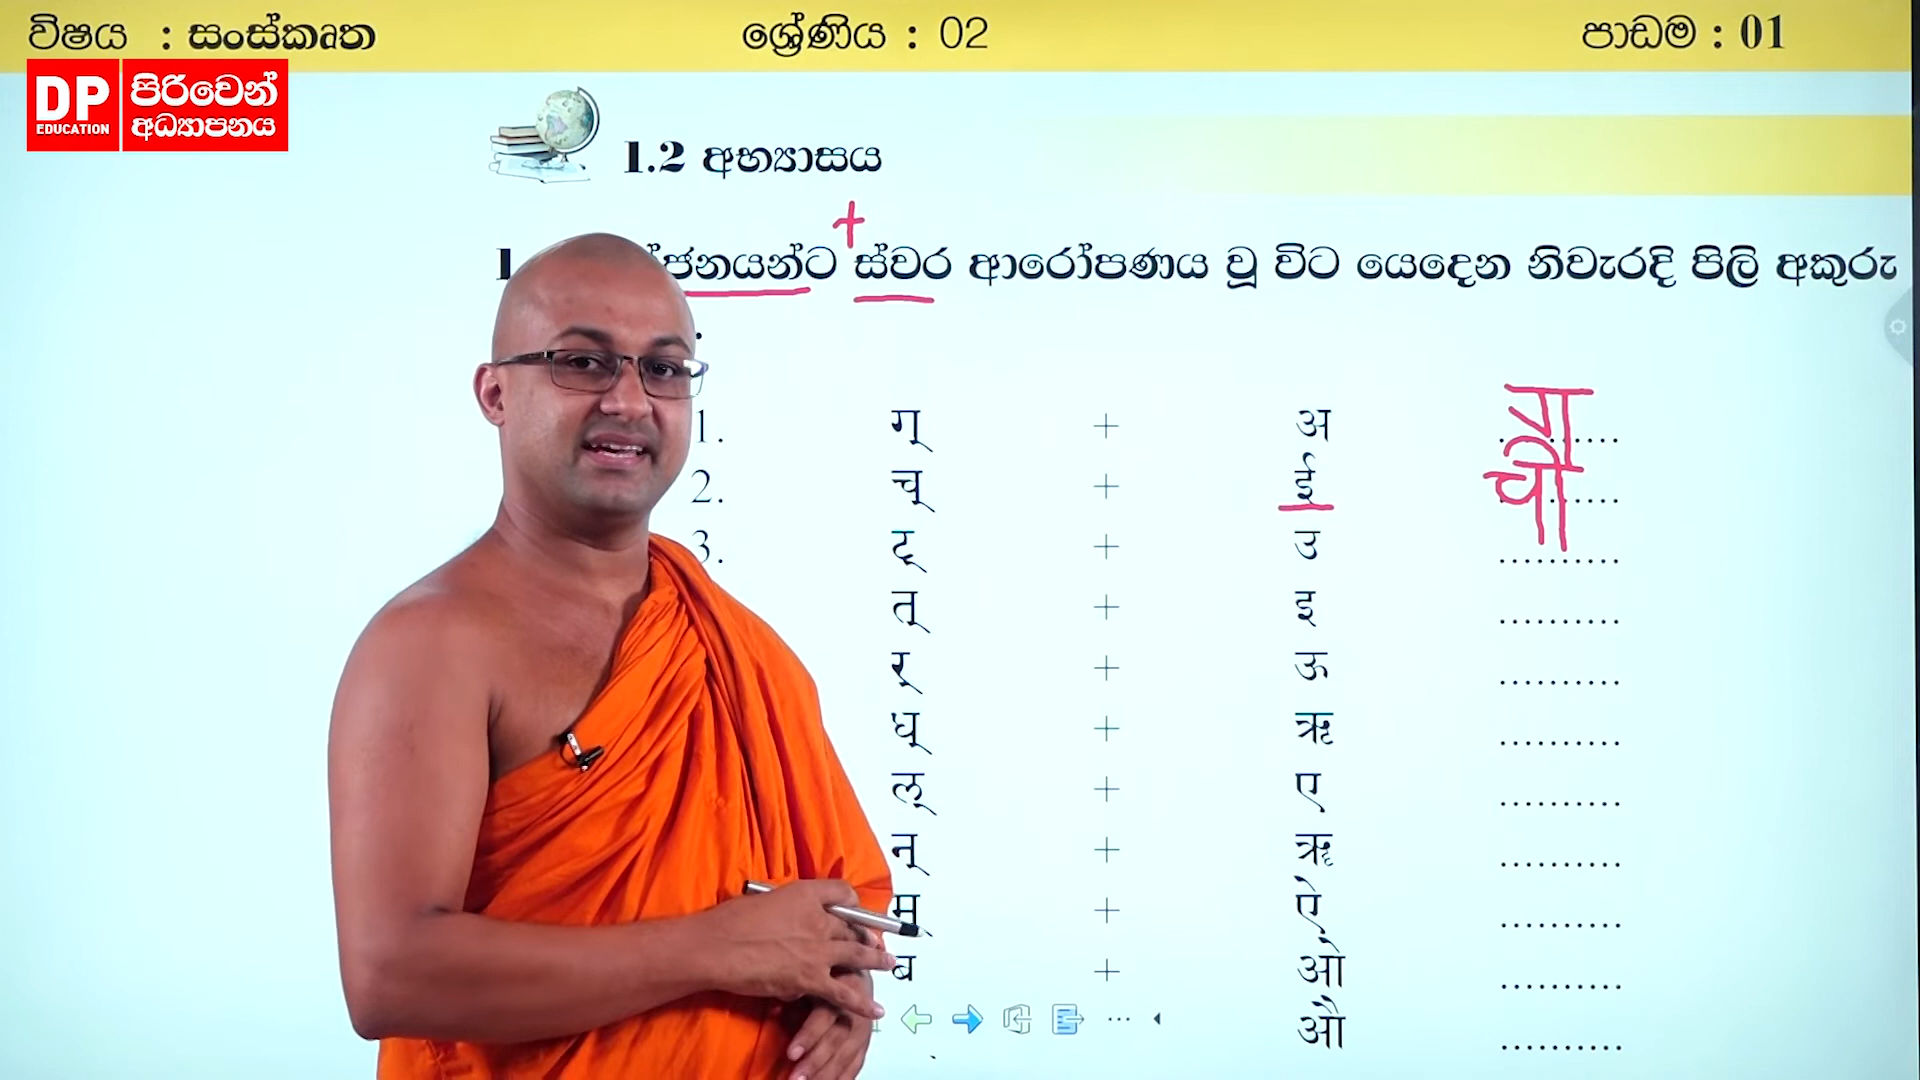 විෂය : සංස්කෘත ශ්‍රේණිය : 02 පාඩම : 01
DP EDUCATION පිරිවෙන් අධ්‍යාපනය
1.2 අභ්‍යාසය
+
1 ස්වර ආරෝපණය වූ විට යෙදෙන නිවැරදි පිලි අකුරු
1. ग् + अ .......... ग
2. च् + ई .......... ची
3. ट् + उ ..........
त् + इ ..........
र् + ऊ ..........
ध् + ऋ ..........
ल् + ए ..........
न् + ॠ ..........
म् + ऐ ..........
ब + ओ ..........
औ ..........